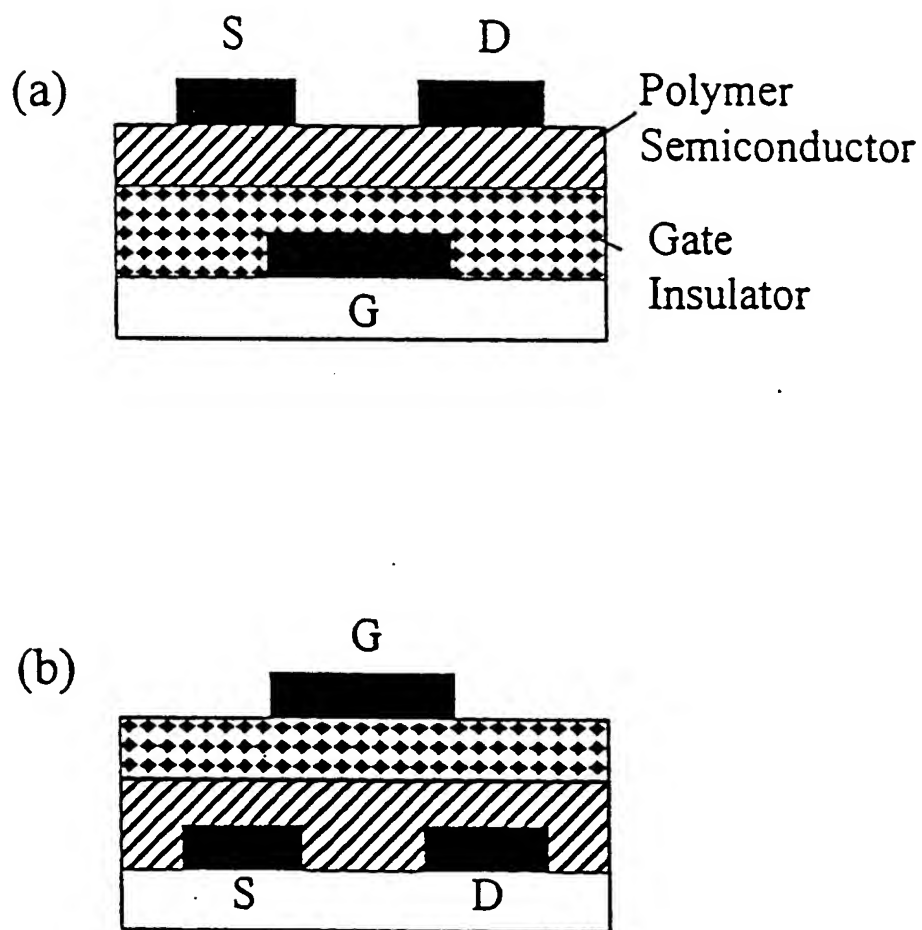 S D
(a)
Polymer
Semiconductor
Gate
Insulator
G
G
(b)
S D